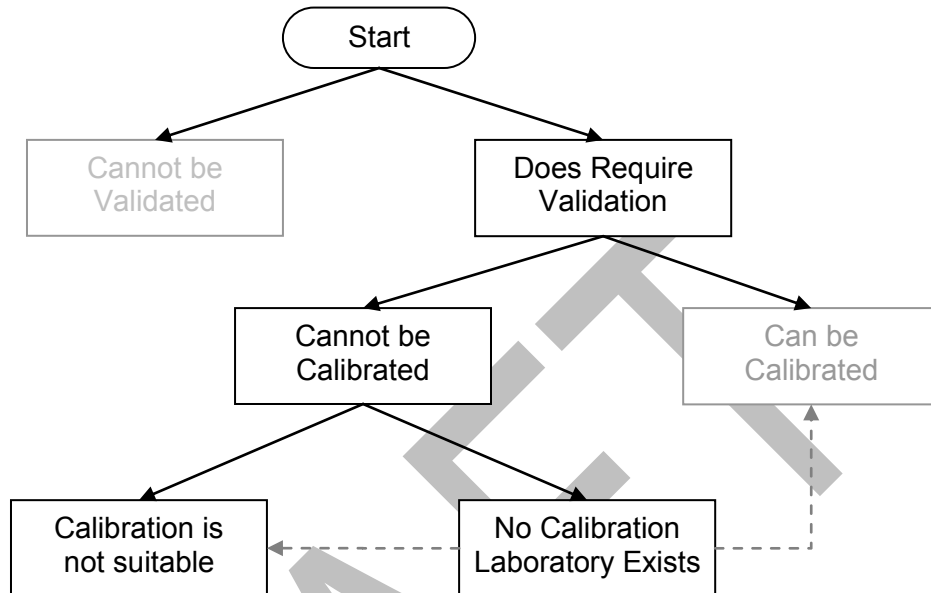 Start
Cannot be
Validated
Does Require
Validation
Cannot be
Calibrated
Can be
Calibrated
Calibration is
not suitable
No Calibration
Laboratory Exists